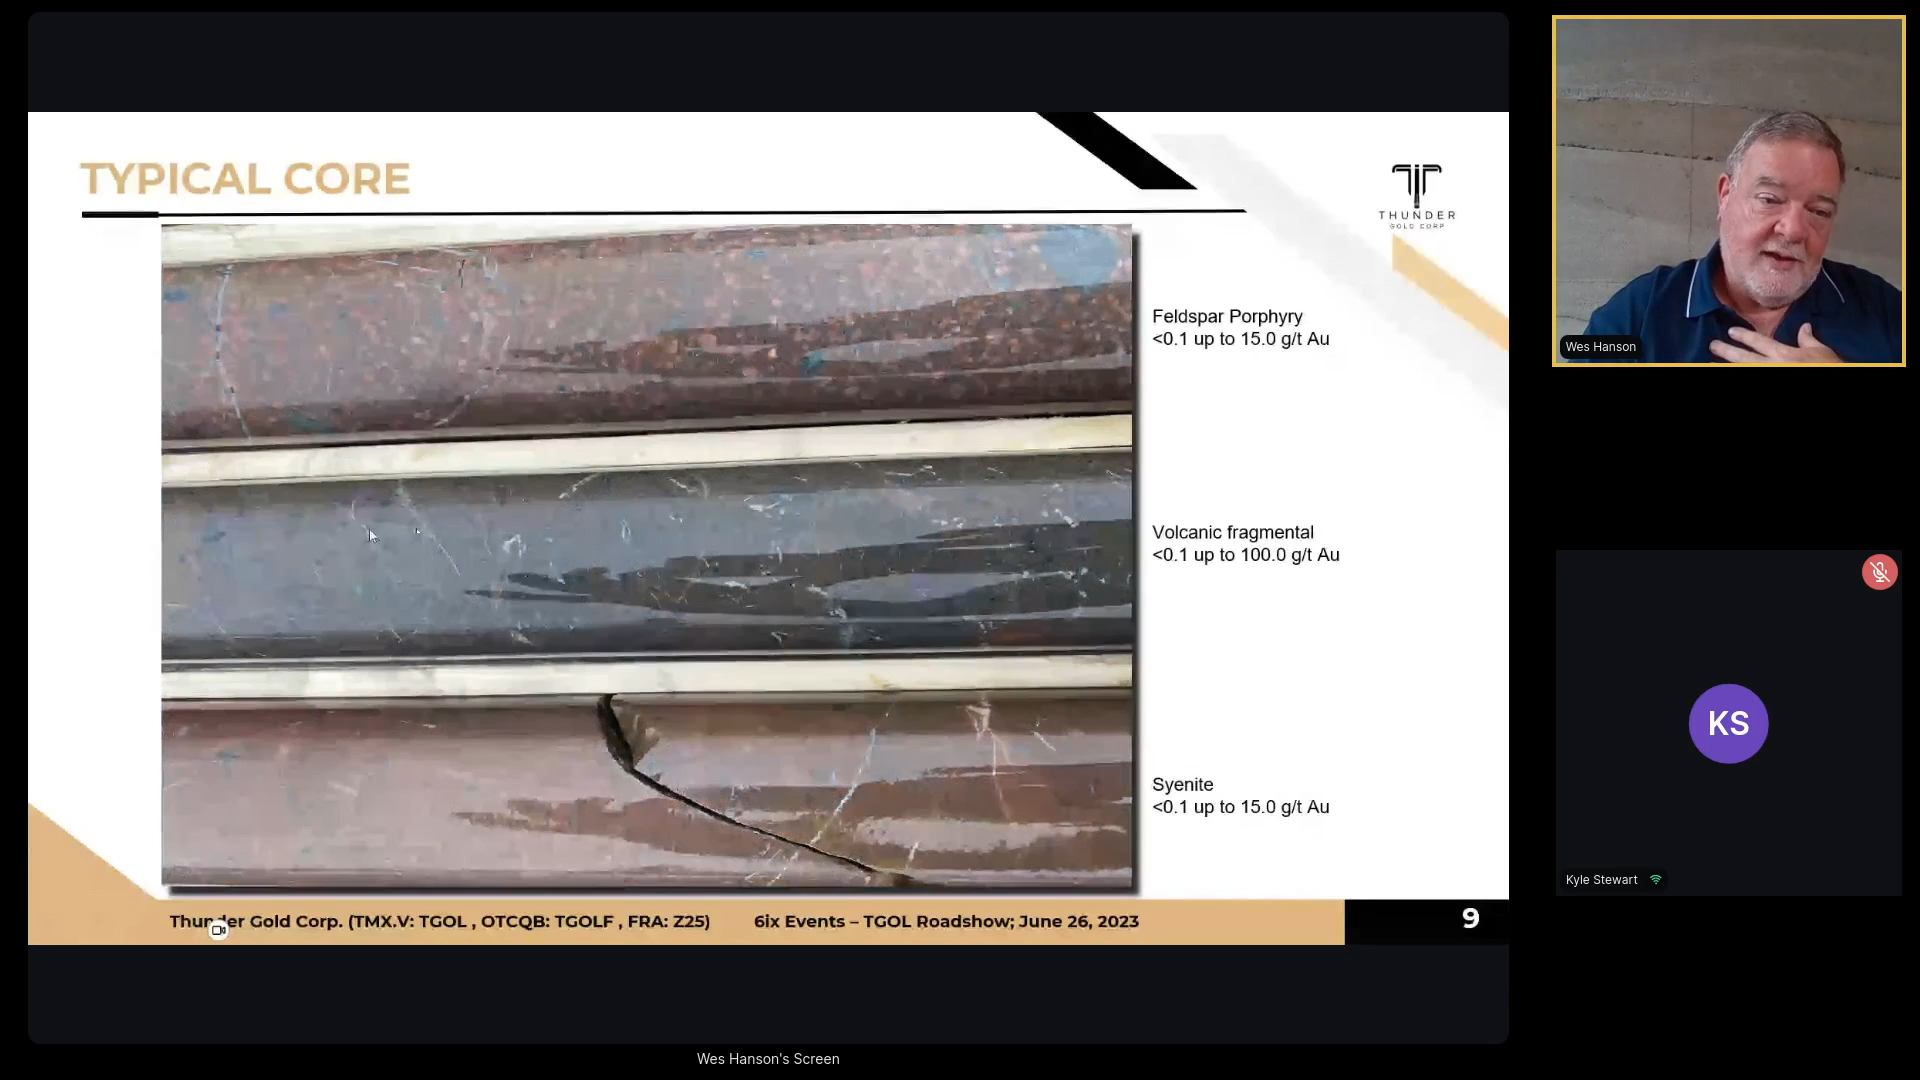 TYPICAL CORE
THUNDER
GOLD CORP
Feldspar Porphyry
<0.1 up to 15.0 g/t Au
Volcanic fragmental
<0.1 up to 100.0 g/t Au
Syenite
<0.1 up to 15.0 g/t Au
Thunder Gold Corp. (TMX.V: TGOL , OTCQB: TGOLF , FRA: Z25)
6ix Events – TGOL Roadshow; June 26, 2023
9
Wes Hanson's Screen
Wes Hanson
KS
Kyle Stewart